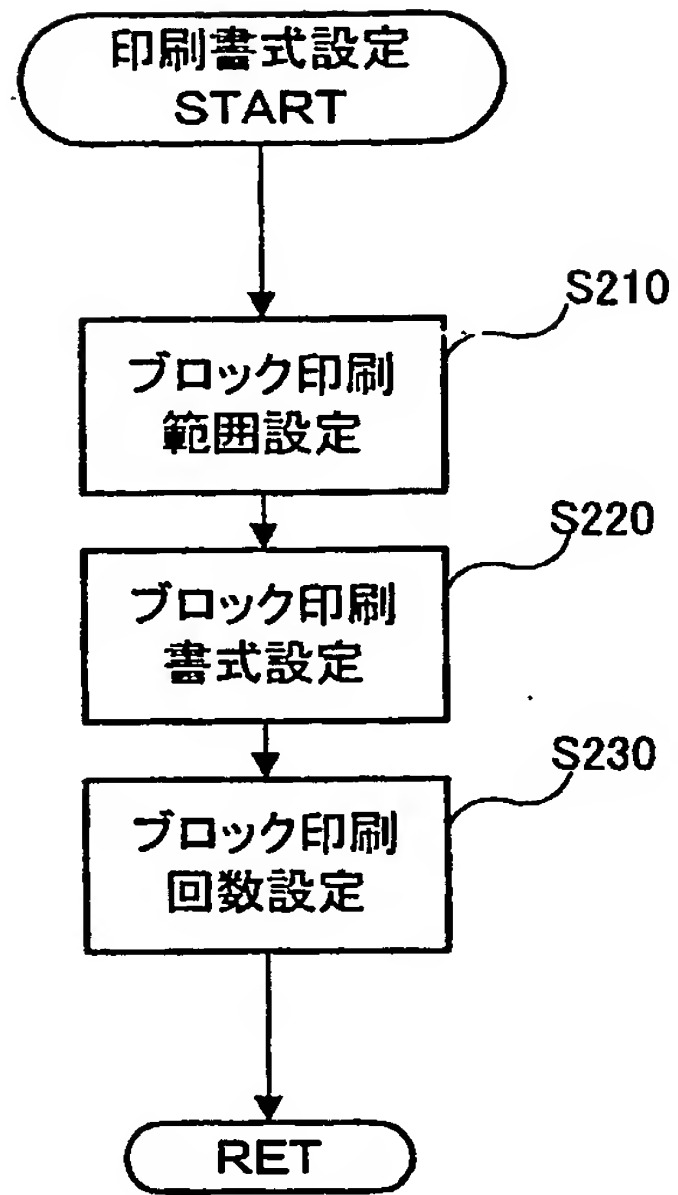 印刷書式設定
START
S210
ブロック印刷
範囲設定
S220
ブロック印刷
書式設定
S230
ブロック印刷
回数設定
RET